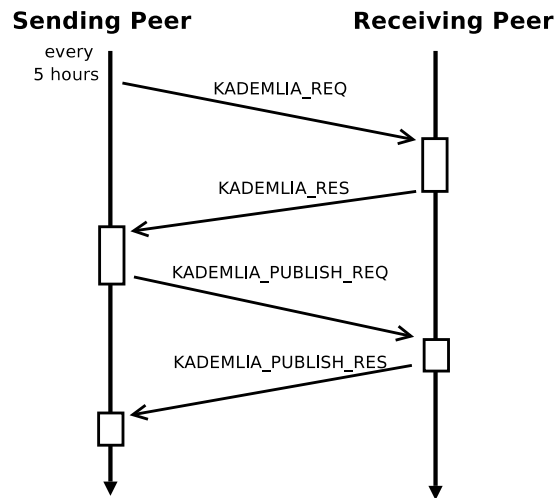 Sending Peer
Receiving Peer
every
5 hours
KADEMLIA_REQ
KADEMLIA_RES
KADEMLIA_PUBLISH_REQ
KADEMLIA_PUBLISH_RES